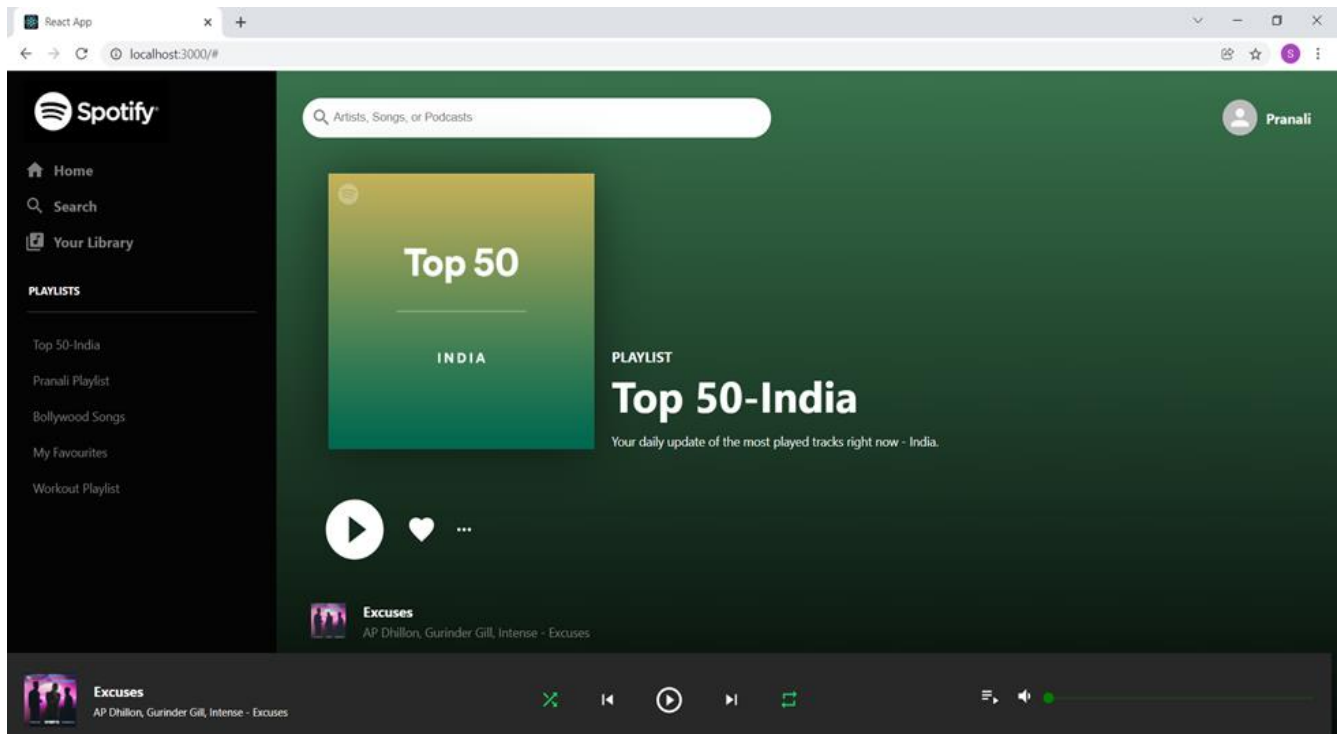 React App
localhost:3000/#
S
Spotify®
Artists, Songs, or Podcasts
Pranali
Home
Search
Your Library
PLAYLISTS
Top 50-India
Pranali Playlist
Bollywood Songs
My Favourites
Workout Playlist
Top 50
INDIA
PLAYLIST
Top 50-India
Your daily update of the most played tracks right now - India.
Excuses
AP Dhillon, Gurinder Gill, Intense - Excuses
Excuses
AP Dhillon, Gurinder Gill, Intense - Excuses